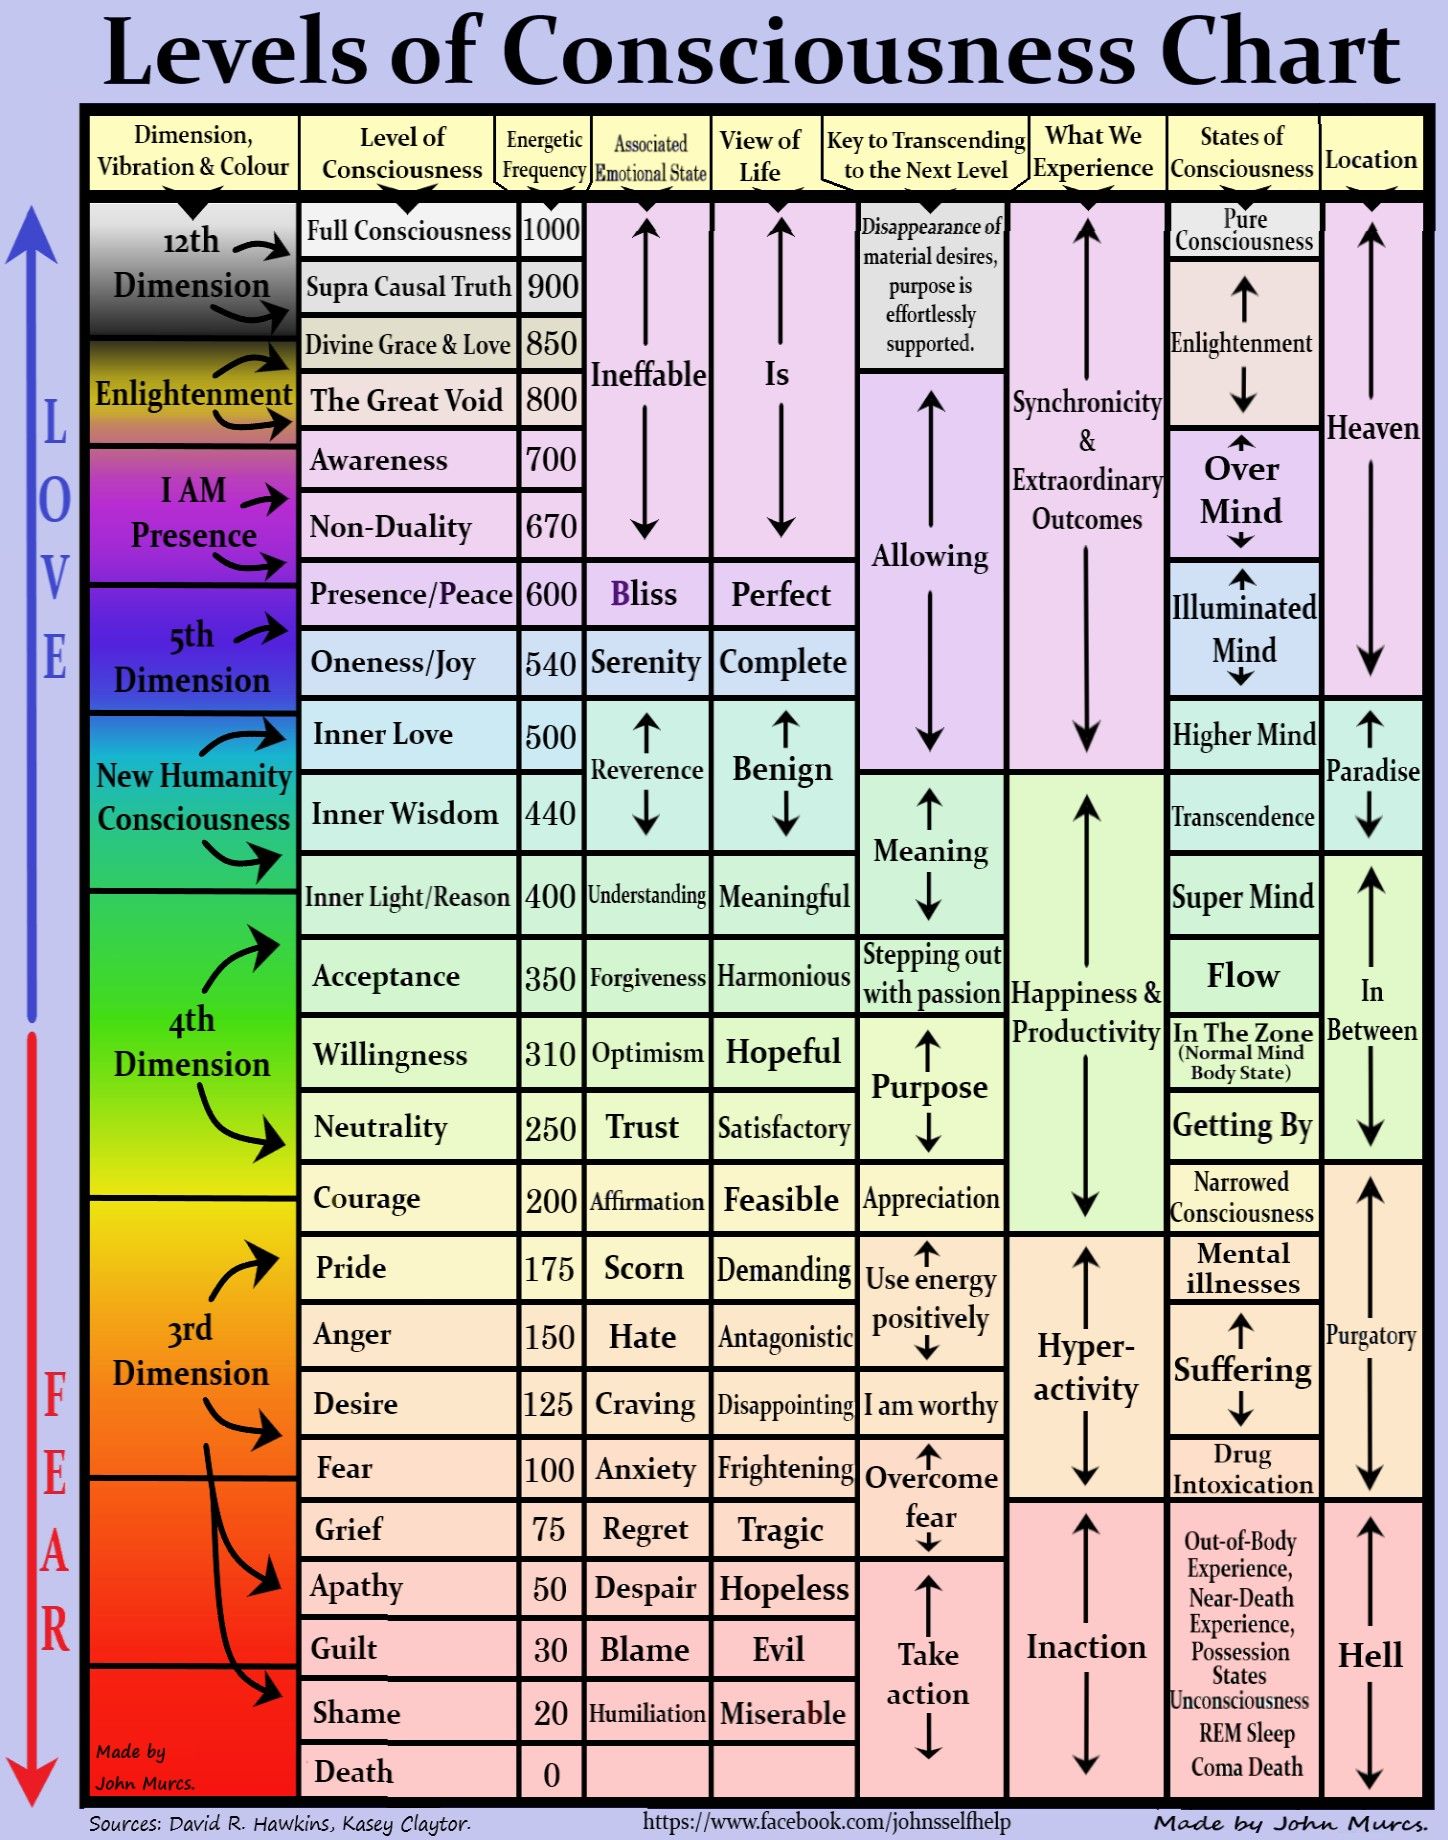 Levels of Consciousness Chart
Dimension,
Vibration & Colour
Level of
Consciousness
Energetic
Frequency
Associated
Emotional State
View of
Life
Key to Transcending
to the Next Level
What We
Experience
States of
Consciousness
Location
LOVE
FEAR
12th
Dimension
Enlightenment
I AM
Presence
5th
Dimension
New Humanity
Consciousness
4th
Dimension
3rd
Dimension
Made by
John Murcs.
Full Consciousness 1000
Supra Causal Truth 900
Divine Grace & Love 850
The Great Void 800
Awareness 700
Non-Duality 670
Ineffable
Is
Presence/Peace 600 Bliss Perfect
Oneness/Joy 540 Serenity Complete
Inner Love 500
Inner Wisdom 440
Reverence
Benign
Inner Light/Reason 400 Understanding Meaningful
Acceptance 350 Forgiveness Harmonious
Willingness 310 Optimism Hopeful
Neutrality 250 Trust Satisfactory
Courage 200 Affirmation Feasible
Pride 175 Scorn Demanding
Anger 150 Hate Antagonistic
Desire 125 Craving Disappointing
Fear 100 Anxiety Frightening
Grief 75 Regret Tragic
Apathy 50 Despair Hopeless
Guilt 30 Blame Evil
Shame 20 Humiliation Miserable
Death 0
Disappearance of
material desires,
purpose is
effortlessly
supported.
Allowing
Meaning
Stepping out
with passion
Purpose
Appreciation
Use energy
positively
I am worthy
Overcome
fear
Take
action
Synchronicity
&
Extraordinary
Outcomes
Happiness &
Productivity
Hyper-
activity
Inaction
Pure
Consciousness
Enlightenment
Over
Mind
Illuminated
Mind
Higher Mind
Transcendence
Super Mind
Flow
In The Zone
(Normal Mind
Body State)
Getting By
Narrowed
Consciousness
Mental
illnesses
Suffering
Drug
Intoxication
Out-of-Body
Experience,
Near-Death
Experience,
Possession
States
Unconsciousness
REM Sleep
Coma Death
Heaven
Paradise
In
Between
Purgatory
Hell
Sources: David R. Hawkins, Kasey Claytor.
https://www.facebook.com/johnsselfhelp
Made by John Murcs.